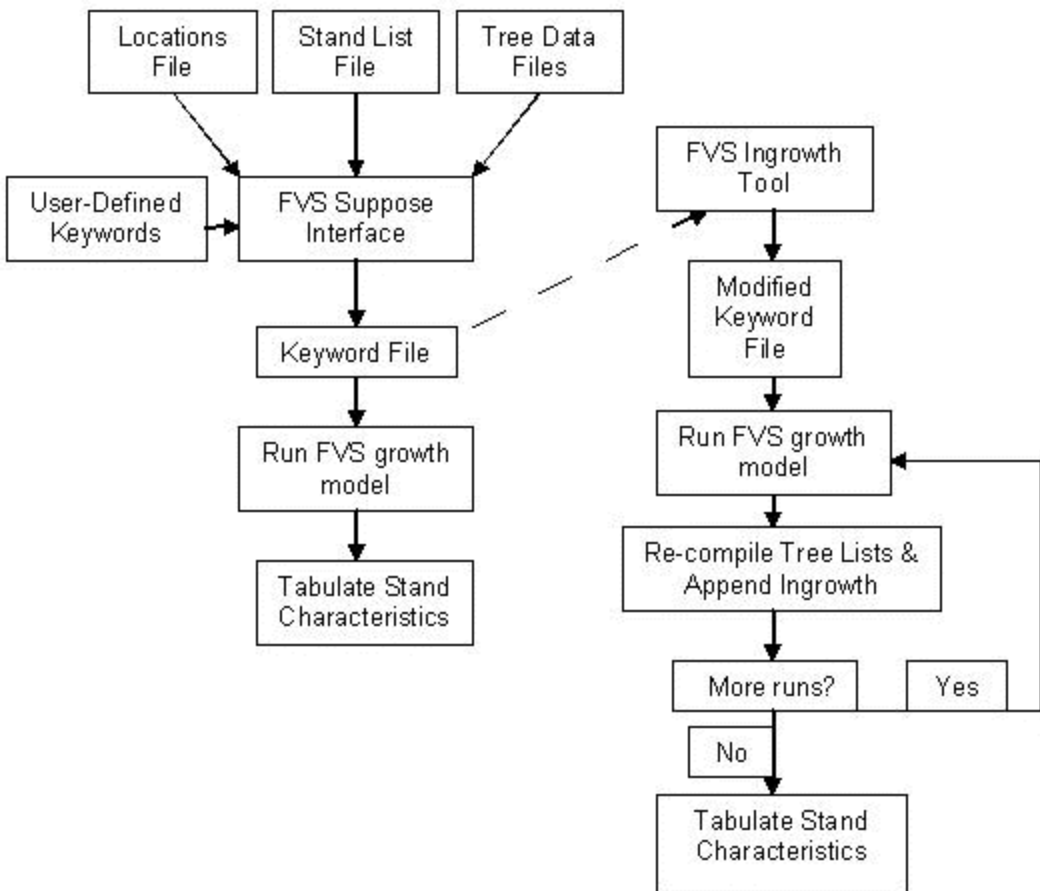 Locations
File
Stand List
File
Tree Data
Files
User-Defined
Keywords
FVS Suppose
Interface
Keyword File
Run FVS growth
model
Tabulate Stand
Characteristics
FVS Ingrowth
Tool
Modified
Keyword
File
Run FVS growth
model
Re-compile Tree Lists &
Append Ingrowth
More runs?
Yes
No
Tabulate Stand
Characteristics